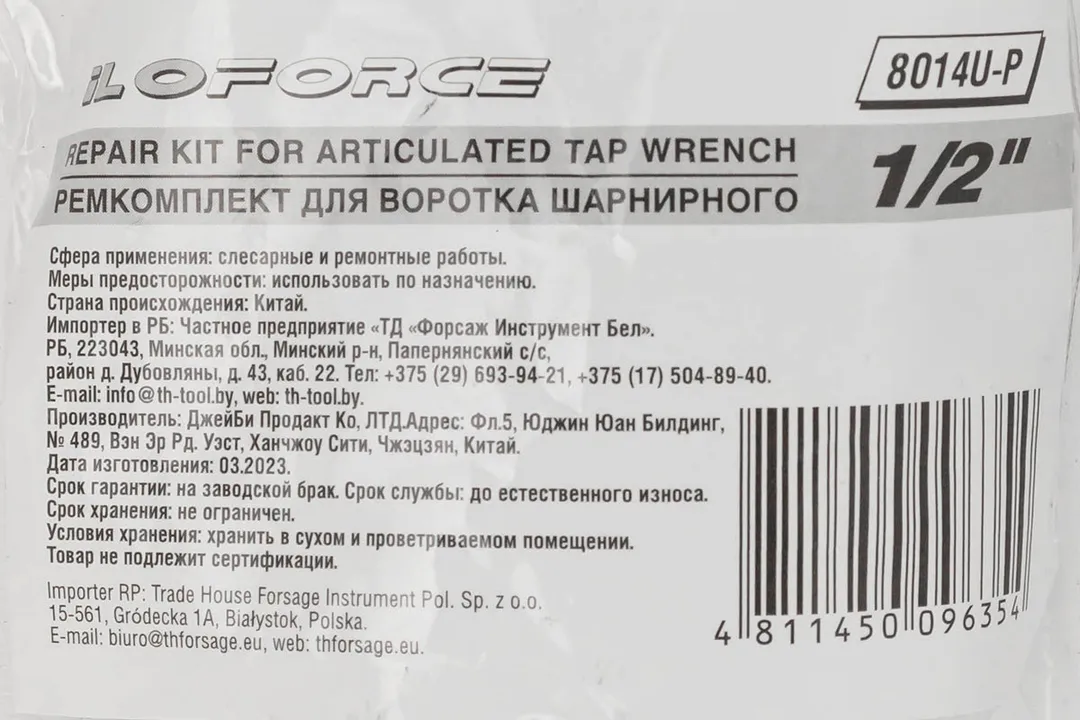 iLOFORCE
8014U-P
REPAIR KIT FOR ARTICULATED TAP WRENCH
РЕМКОМПЛЕКТ ДЛЯ ВОРОТКА ШАРНИРНОГО
1/2"
Сфера применения: слесарные и ремонтные работы.
Меры предосторожности: использовать по назначению.
Страна происхождения: Китай.
Импортер в РБ: Частное предприятие «ТД «Форсаж Инструмент Бел».
РБ, 223043, Минская обл., Минский р-н, Папернянский с/с,
район д. Дубовляны, д. 43, каб. 22. Тел: +375 (29) 693-94-21, +375 (17) 504-89-40.
E-mail: info@th-tool.by, web: th-tool.by.
Производитель: ДжейБи Продакт Ко, ЛТД.Адрес: Фл.5, Юджин Юан Билдинг,
№ 489, Вэн Эр Рд. Уэст, Ханчжоу Сити, Чжэцзян, Китай.
Дата изготовления: 03.2023.
Срок гарантии: на заводской брак. Срок службы: до естественного износа.
Срок хранения: не ограничен.
Условия хранения: хранить в сухом и проветриваемом помещении.
Товар не подлежит сертификации.
Importer RP: Trade House Forsage Instrument Pol. Sp. z o.o.
15-561, Gródecka 1A, Białystok, Polska.
E-mail: biuro@thforsage.eu, web: thforsage.eu.
4 811450 096354